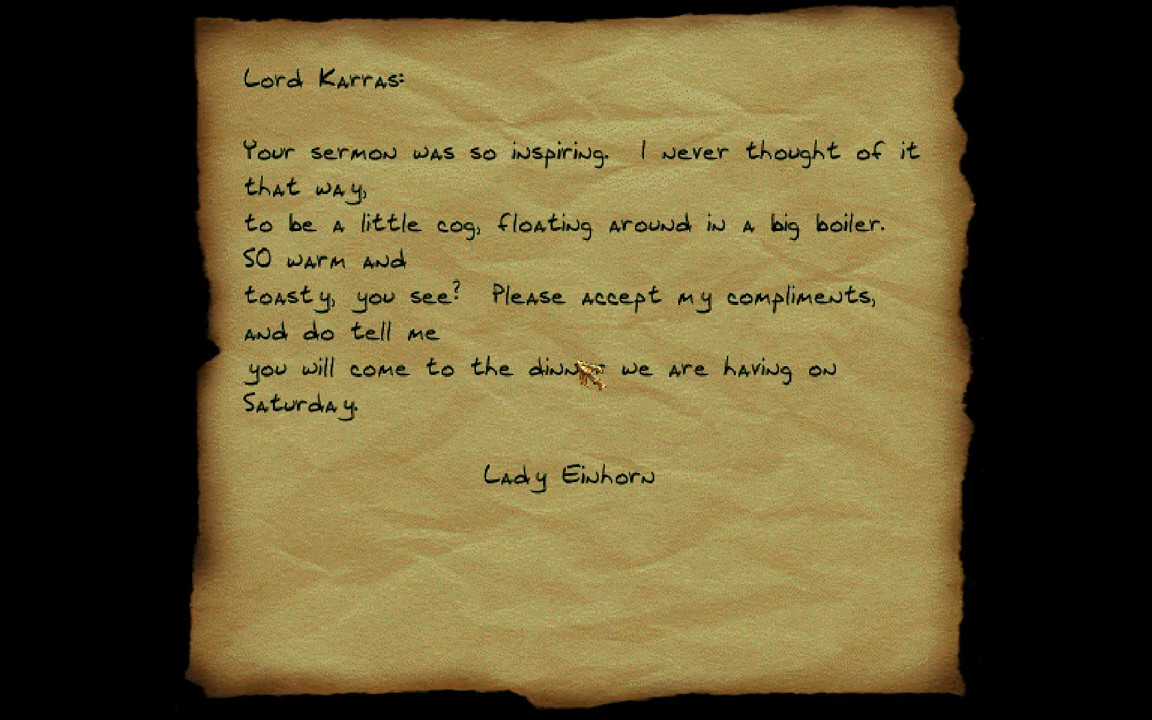 Lord Karras:
Your sermon was so inspiring. I never thought of it
that way,
to be a little cog, floating around in a big boiler.
SO warm and
toasty, you see? Please accept my compliments,
and do tell me
you will come to the we are having on
Saturday.
Lady Einhorn